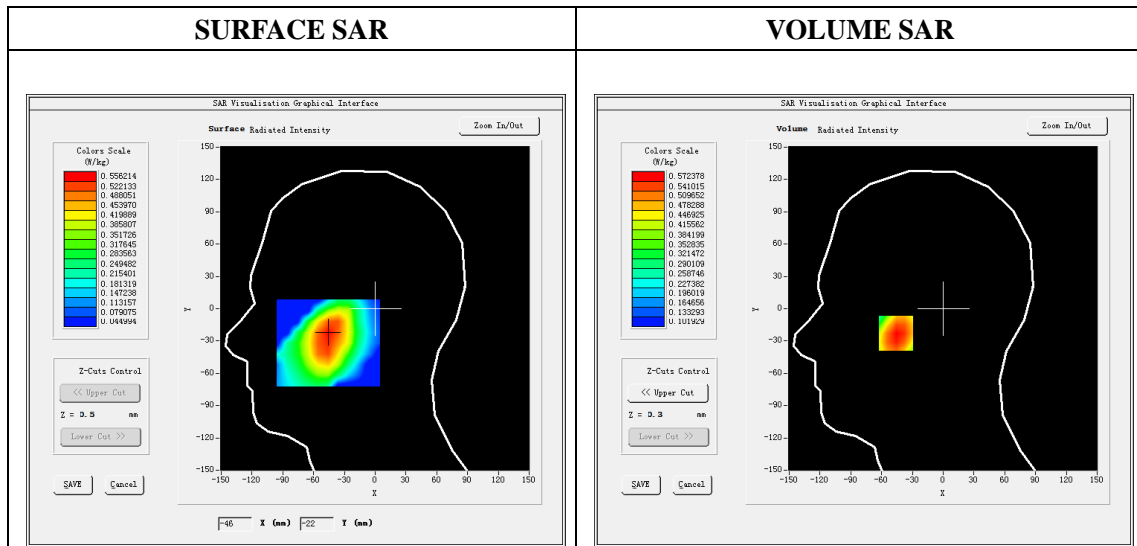 SURFACE SAR
VOLUME SAR
SAR Visualisation Graphical Interface
Surface Radiated Intensity
Zoom In/Out
Colors Scale
(W/kg)
0.556214
0.522133
0.488051
0.453970
0.419889
0.385807
0.351726
0.317645
0.283563
0.249482
0.215401
0.181319
0.147238
0.113157
0.079075
0.044994
Z-Cuts Control
<< Upper Cut
Z = 0.5 mm
Lower Cut >>
SAVE
Cancel
150
120
90
60
30
0
-30
-60
-90
-120
-150
Y
-150 -120 -90 -60 -30 0 30 60 90 120 150
X
-46 X (mm) -22 Y (mm)
SAR Visualisation Graphical Interface
Volume Radiated Intensity
Zoom In/Out
Colors Scale
(W/kg)
0.572378
0.541015
0.509652
0.478288
0.446925
0.415562
0.384199
0.352835
0.321472
0.290109
0.258746
0.227382
0.196019
0.164656
0.133293
0.101929
Z-Cuts Control
<< Upper Cut
Z = 0.3 mm
Lower Cut >>
SAVE
Cancel
150
120
90
60
30
0
-30
-60
-90
-120
-150
Y
-150 -120 -90 -60 -30 0 30 60 90 120 150
X